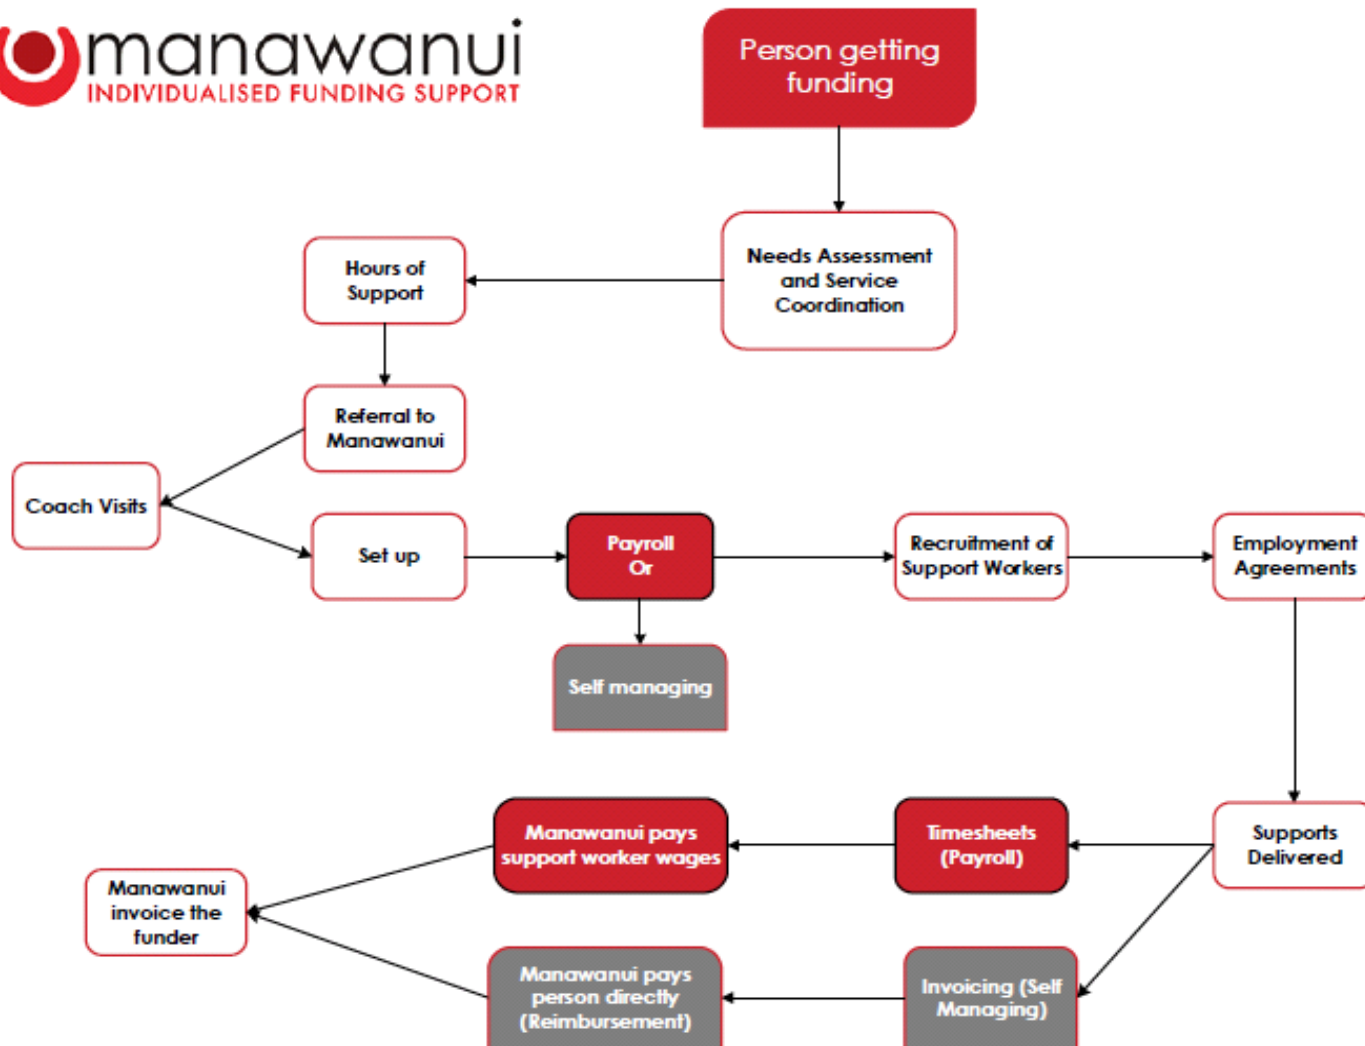 manawanui
INDIVIDUALISED FUNDING SUPPORT
Person getting
funding
Needs Assessment
and Service
Coordination
Hours of
Support
Referral to
Manawanui
Coach Visits
Set up
Payroll
Or
Recruitment of
Support Workers
Employment
Agreements
Self managing
Supports
Delivered
Timesheets
(Payroll)
Manawanui pays
support worker wages
Manawanui
invoice the
funder
Invoicing (Self
Managing)
Manawanui pays
person directly
(Reimbursement)